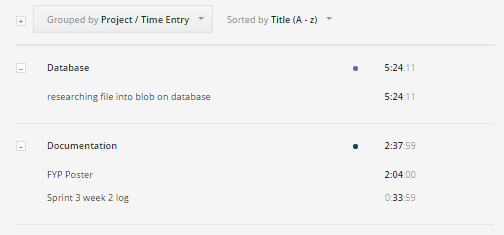 Grouped by Project / Time Entry Sorted by Title (A - z)
Database 5:24:11
researching file into blob on database 5:24:11
Documentation 2:37:59
FYP Poster 2:04:00
Sprint 3 week 2 log 0:33:59